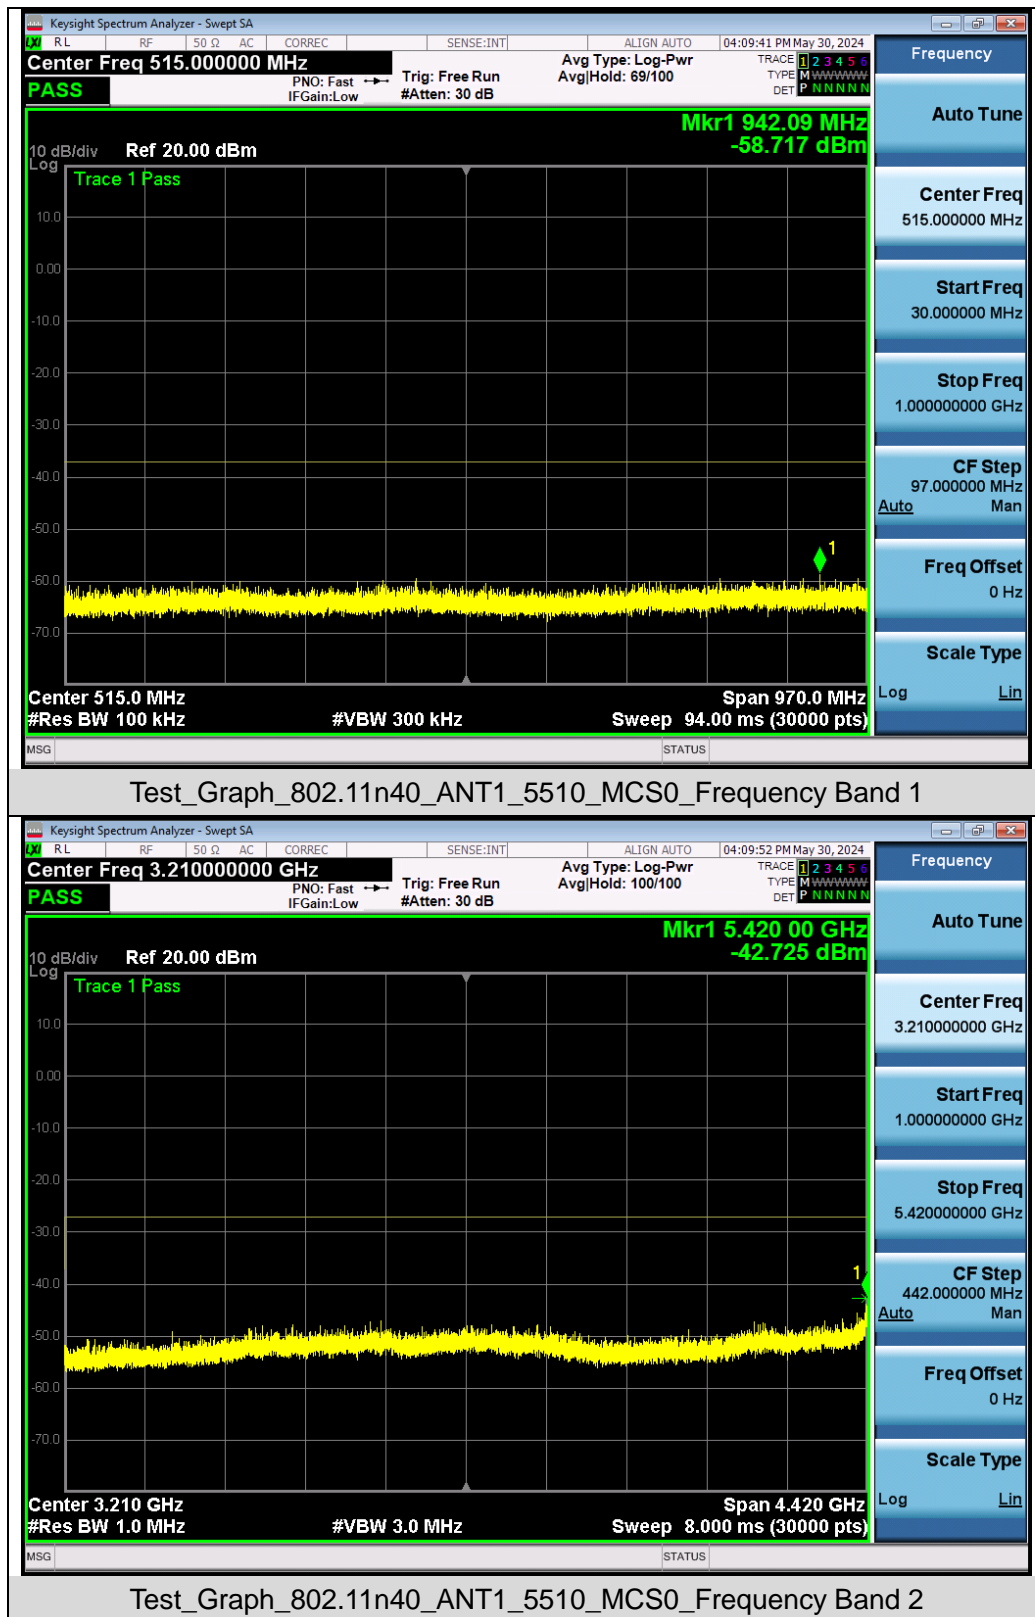 Keysight Spectrum Analyzer - Swept SA
LXI RL RF 50 Ω AC CORREC SENSE:INT ALIGN AUTO 04:09:41 PM May 30, 2024
Center Freq 515.000000 MHz Avg Type: Log-Pwr TRACE 1 2 3 4 5 6
PNO: Fast Trig: Free Run Avg|Hold: 69/100 TYPE M WWWWW
PASS IFGain:Low #Atten: 30 dB DET P N N N N N
Mkr1 942.09 MHz
-58.717 dBm
10 dB/div Ref 20.00 dBm
Log
Trace 1 Pass
10.0
0.00
-10.0
-20.0
-30.0
-40.0
-50.0
1
-60.0
-70.0
Center 515.0 MHz Span 970.0 MHz
#Res BW 100 kHz #VBW 300 kHz Sweep 94.00 ms (30000 pts)
MSG STATUS
Frequency
Auto Tune
Center Freq
515.000000 MHz
Start Freq
30.000000 MHz
Stop Freq
1.000000000 GHz
CF Step
97.000000 MHz
Auto Man
Freq Offset
0 Hz
Scale Type
Log Lin
Test_Graph_802.11n40_ANT1_5510_MCS0_Frequency Band 1
Keysight Spectrum Analyzer - Swept SA
LXI RL RF 50 Ω AC CORREC SENSE:INT ALIGN AUTO 04:09:52 PM May 30, 2024
Center Freq 3.210000000 GHz Avg Type: Log-Pwr TRACE 1 2 3 4 5 6
PNO: Fast Trig: Free Run Avg|Hold: 100/100 TYPE M WWWWW
PASS IFGain:Low #Atten: 30 dB DET P N N N N N
Mkr1 5.420 00 GHz
-42.725 dBm
10 dB/div Ref 20.00 dBm
Log
Trace 1 Pass
10.0
0.00
-10.0
-20.0
-30.0
1
-40.0
-50.0
-60.0
-70.0
Center 3.210 GHz Span 4.420 GHz
#Res BW 1.0 MHz #VBW 3.0 MHz Sweep 8.000 ms (30000 pts)
MSG STATUS
Frequency
Auto Tune
Center Freq
3.210000000 GHz
Start Freq
1.000000000 GHz
Stop Freq
5.420000000 GHz
CF Step
442.000000 MHz
Auto Man
Freq Offset
0 Hz
Scale Type
Log Lin
Test_Graph_802.11n40_ANT1_5510_MCS0_Frequency Band 2